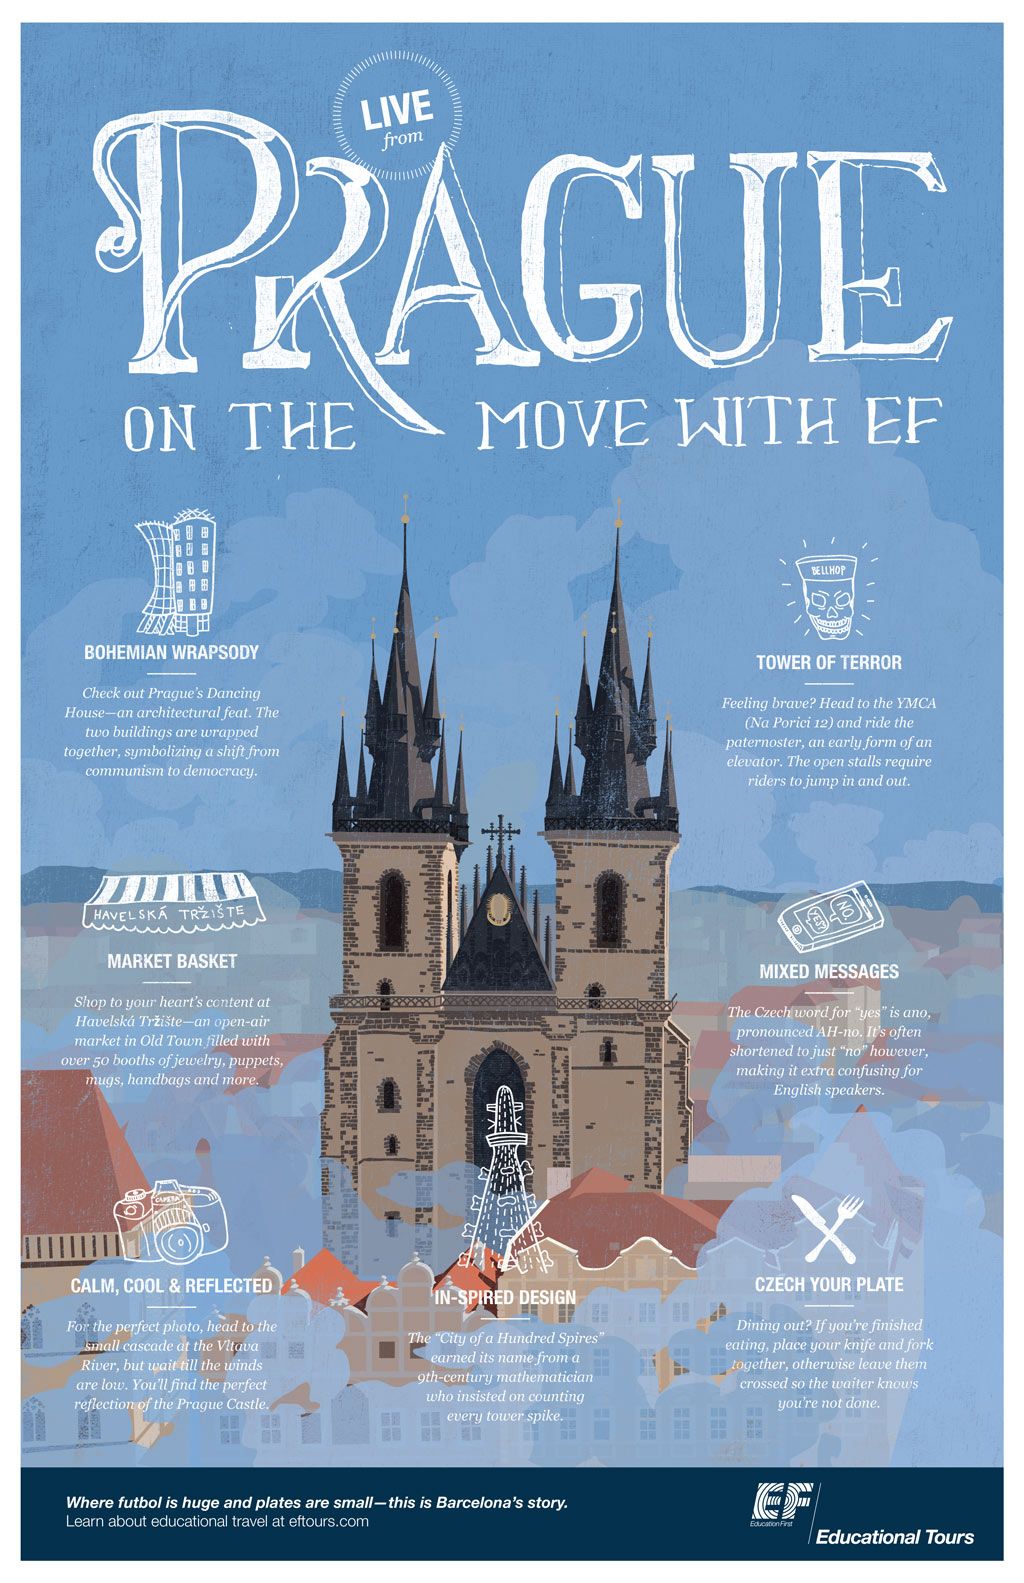 LIVE
from
PRAGUE
ON THE MOVE WITH EF
BELLHOP
BOHEMIAN WRAPSODY
Check out Prague's Dancing
House—an architectural feat. The
two buildings are wrapped
together, symbolizing a shift from
communism to democracy.
TOWER OF TERROR
Feeling brave? Head to the YMCA
(Na Porici 12) and ride the
paternoster, an early form of an
elevator. The open stalls require
riders to jump in and out.
HAVELSKÁ TRŽIŠTE
MARKET BASKET
Shop to your heart's content at
Havelská Tržište—an open-air
market in Old Town filled with
over 50 booths of jewelry, puppets,
mugs, handbags and more.
NO
YES?
MIXED MESSAGES
The Czech word for "yes" is ano,
pronounced AH-no. It's often
shortened to just "no" however,
making it extra confusing for
English speakers.
CAMERA
CALM, COOL & REFLECTED
For the perfect photo, head to the
small cascade at the Vltava
River, but wait till the winds
are low. You'll find the perfect
reflection of the Prague Castle.
IN-SPIRED DESIGN
The "City of a Hundred Spires"
earned its name from a
9th-century mathematician
who insisted on counting
every tower spike.
CZECH YOUR PLATE
Dining out? If you're finished
eating, place your knife and fork
together, otherwise leave them
crossed so the waiter knows
you're not done.
Where futbol is huge and plates are small—this is Barcelona's story.
Learn about educational travel at eftours.com
EF
Education First
Educational Tours